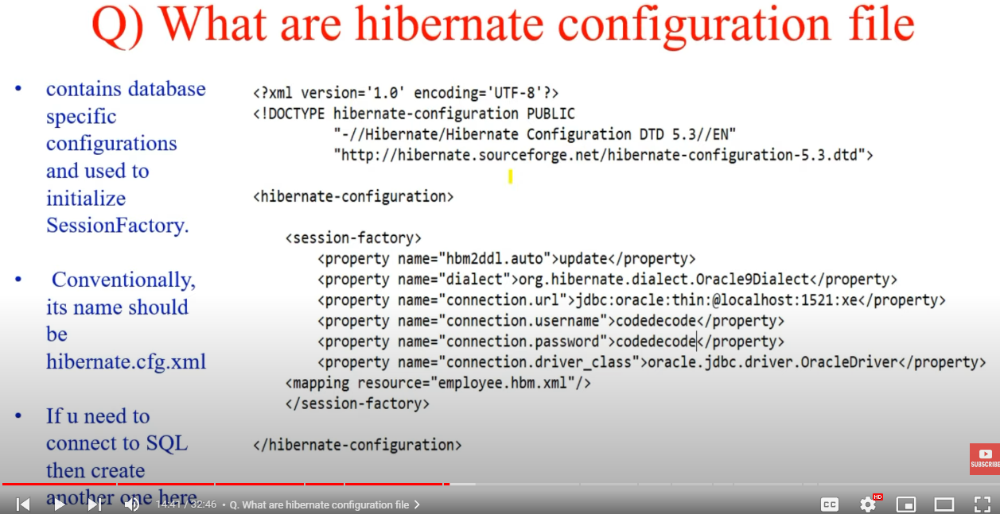 Q) What are hibernate configuration file
• contains database
specific
configurations
and used to
initialize
SessionFactory.
• Conventionally,
its name should
be
hibernate.cfg.xml
• If u need to
connect to SQL
then create
another one here
<?xml version='1.0' encoding='UTF-8'?>
<!DOCTYPE hibernate-configuration PUBLIC
"-//Hibernate/Hibernate Configuration DTD 5.3//EN"
"http://hibernate.sourceforge.net/hibernate-configuration-5.3.dtd">
<hibernate-configuration>
<session-factory>
<property name="hbm2ddl.auto">update</property>
<property name="dialect">org.hibernate.dialect.Oracle9Dialect</property>
<property name="connection.url">jdbc:oracle:thin:@localhost:1521:xe</property>
<property name="connection.username">codedecode</property>
<property name="connection.password">codedecode</property>
<property name="connection.driver_class">oracle.jdbc.driver.OracleDriver</property>
<mapping resource="employee.hbm.xml"/>
</session-factory>
</hibernate-configuration>
SUBSCRIBE
14:41 / 32:46 • Q. What are hibernate configuration file
CC
HD